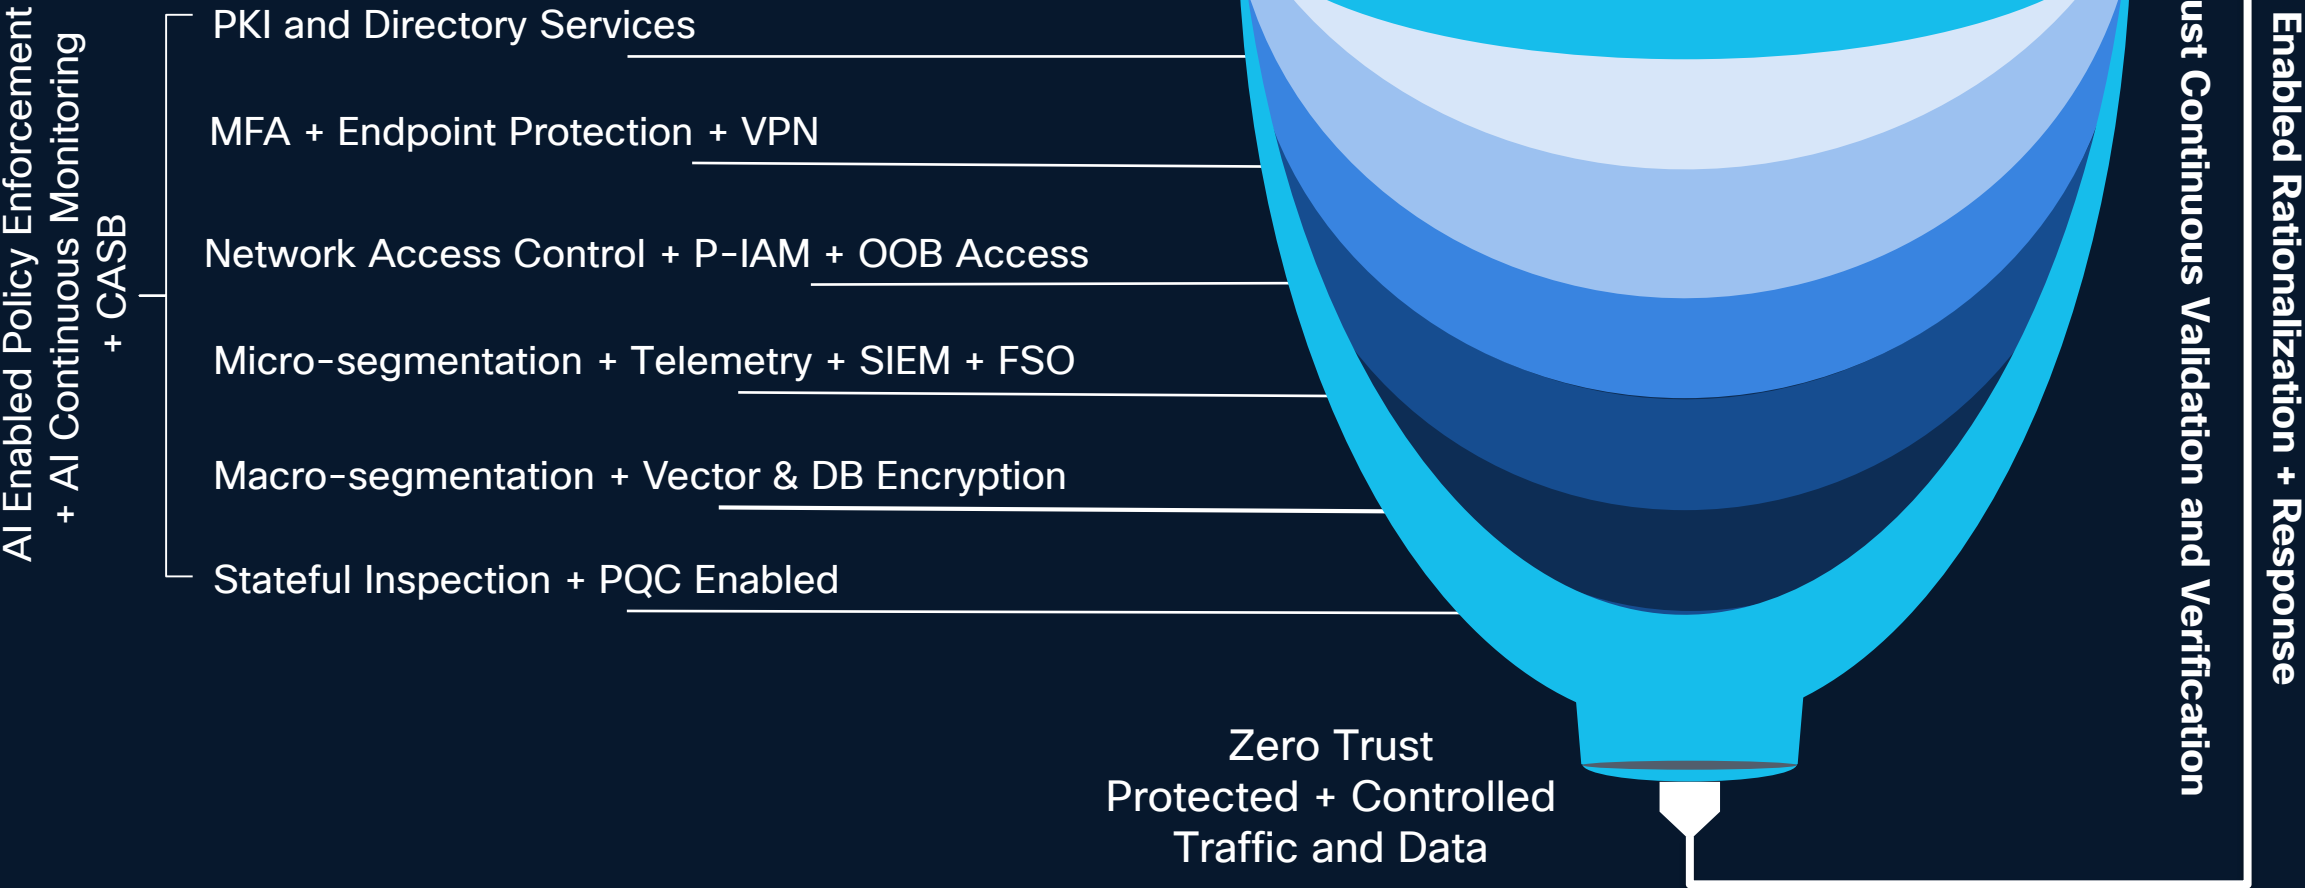 AI Enabled Policy Enforcement
+ AI Continuous Monitoring
+ CASB
PKI and Directory Services
MFA + Endpoint Protection + VPN
Network Access Control + P-IAM + OOB Access
Micro-segmentation + Telemetry + SIEM + FSO
Macro-segmentation + Vector & DB Encryption
Stateful Inspection + PQC Enabled
Zero Trust
Protected + Controlled
Traffic and Data
Continuous Validation and Verification
Enabled Rationalization + Response